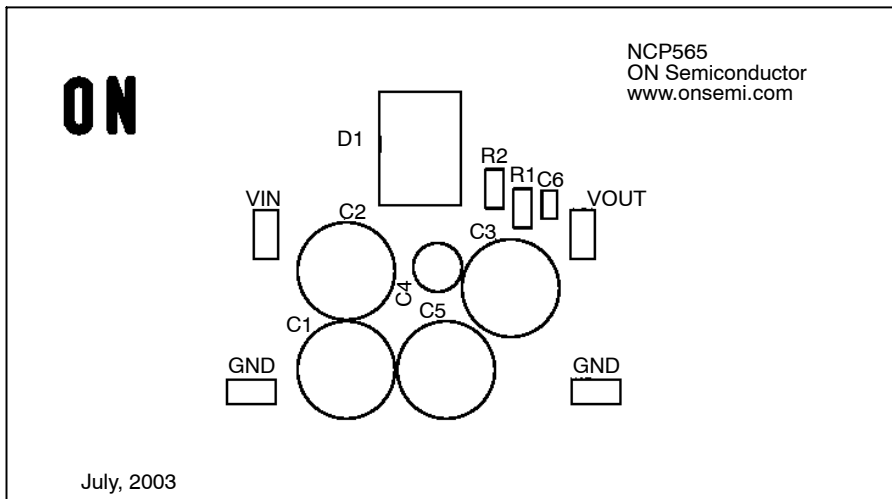 NCP565
ON Semiconductor
www.onsemi.com
ON
D1
R2
R1
C6
VIN
VOUT
C2
C3
C4
C5
C1
GND
GND
July, 2003